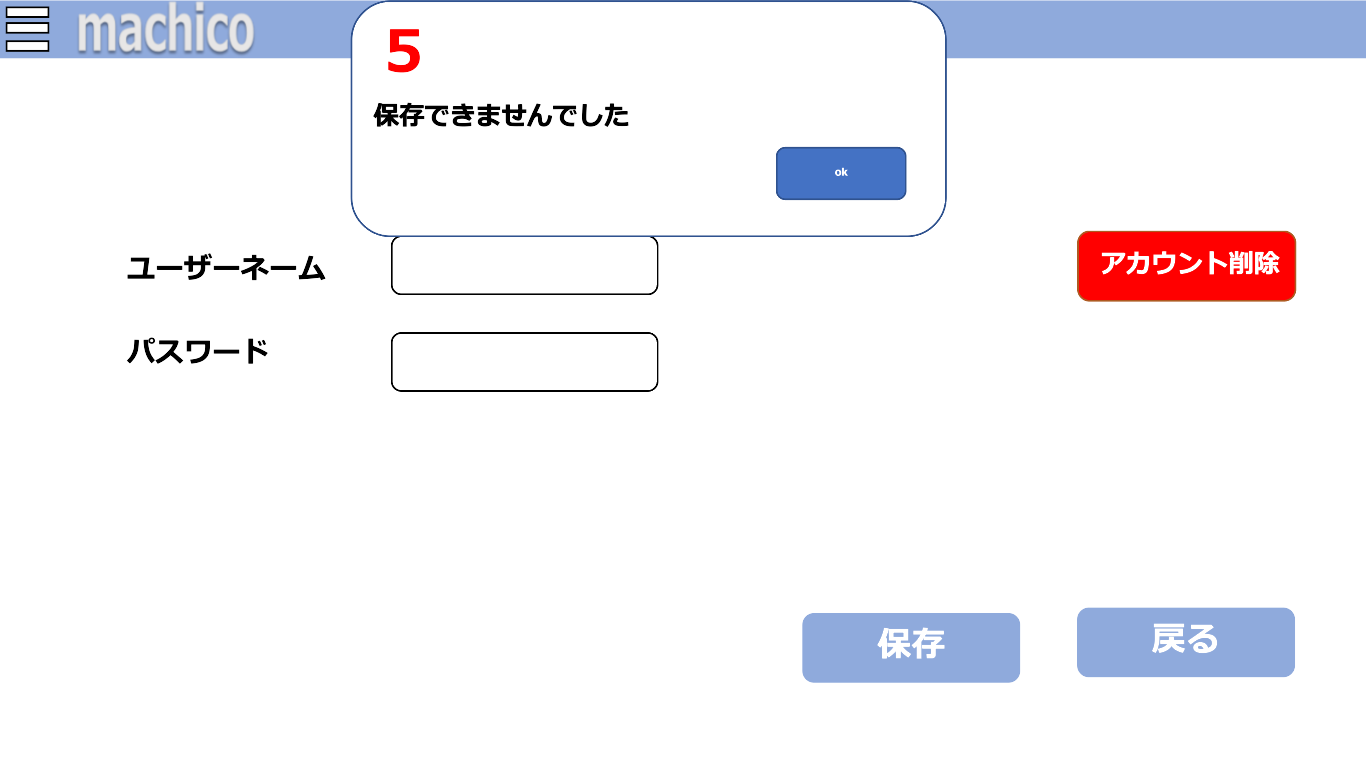 machico
5
保存できませんでした
ok
ユーザーネーム
アカウント削除
パスワード
保存
戻る